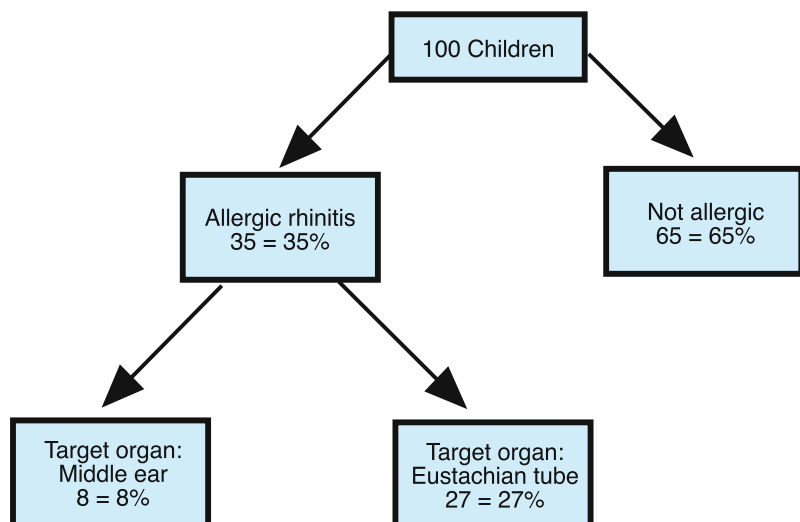 100 Children
Allergic rhinitis
35 = 35%
Not allergic
65 = 65%
Target organ:
Middle ear
8 = 8%
Target organ:
Eustachian tube
27 = 27%